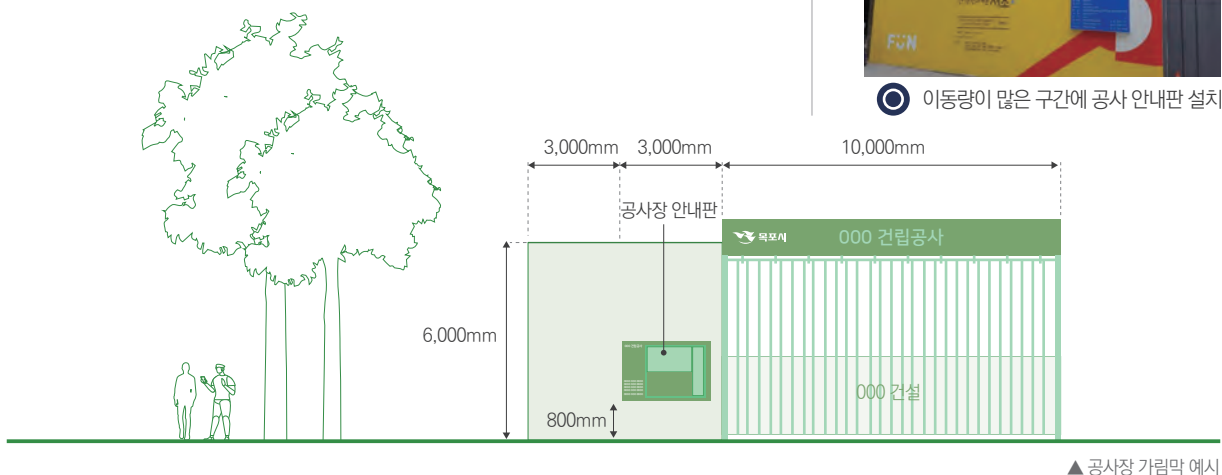 FUN
이동량이 많은 구간에 공사 안내판 설치
3,000mm
3,000mm
10,000mm
공사장 안내판
목포시
000 건립공사
6,000mm
000 건설
800mm
▲ 공사장 가림막 예시